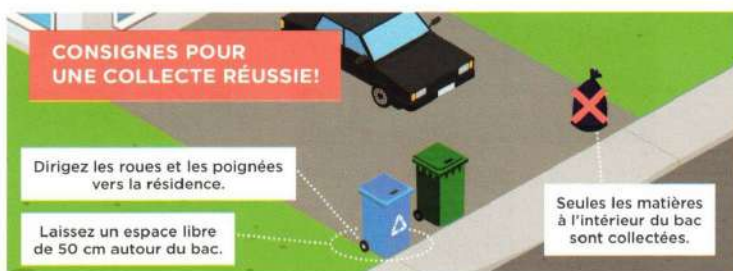 CONSIGNES POUR
UNE COLLECTE RÉUSSIE!
Dirigez les roues et les poignées
vers la résidence.
Laissez un espace libre
de 50 cm autour du bac.
Seules les matières
à l'intérieur du bac
sont collectées.